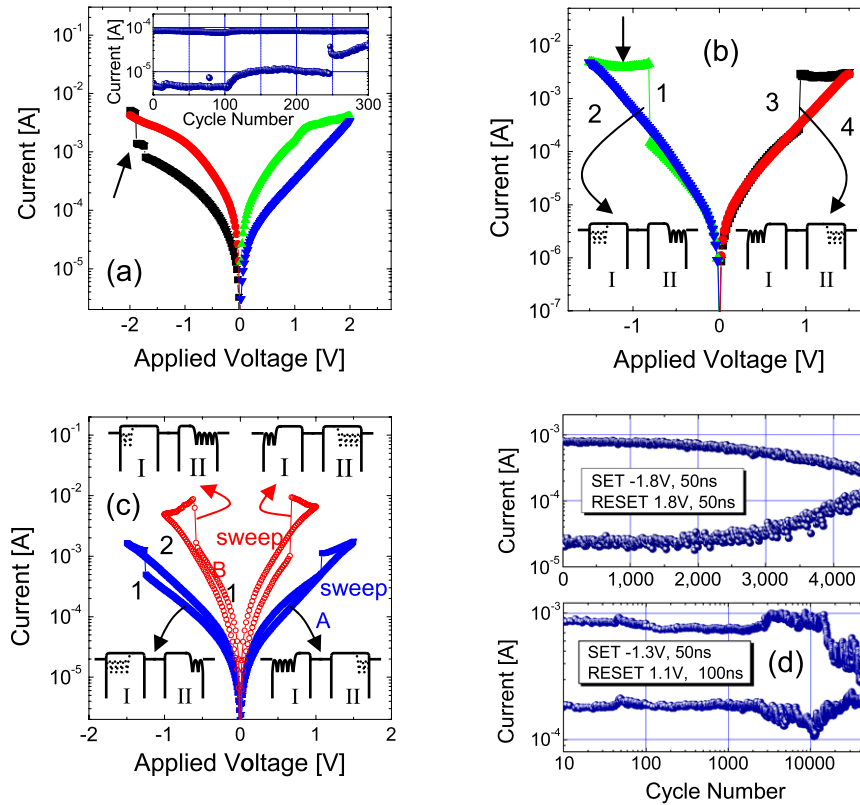 (a)
Current [A]
10⁻¹
10⁻²
10⁻³
10⁻⁴
10⁻⁵
-2 -1 0 1 2
Applied Voltage [V]
Current [A]
10⁻⁴
10⁻⁵
0 100 200 300
Cycle Number
(b)
Current [A]
10⁻¹
10⁻²
10⁻³
10⁻⁴
10⁻⁵
10⁻⁶
10⁻⁷
1
2
3
4
I II I II
-1 0 1
Applied Voltage [V]
(c)
Current [A]
10⁻¹
10⁻²
10⁻³
10⁻⁴
10⁻⁵
I II I II
sweep
B
2
1
1
sweep
A
I II I II
-2 -1 0 1 2
Applied Voltage [V]
Current [A]
10⁻³
10⁻⁴
10⁻⁵
SET -1.8V, 50ns
RESET 1.8V, 50ns
0 1,000 2,000 3,000 4,000
Current [A]
10⁻³
10⁻⁴
SET -1.3V, 50ns
RESET 1.1V, 100ns
(d)
10 100 1000 10000
Cycle Number